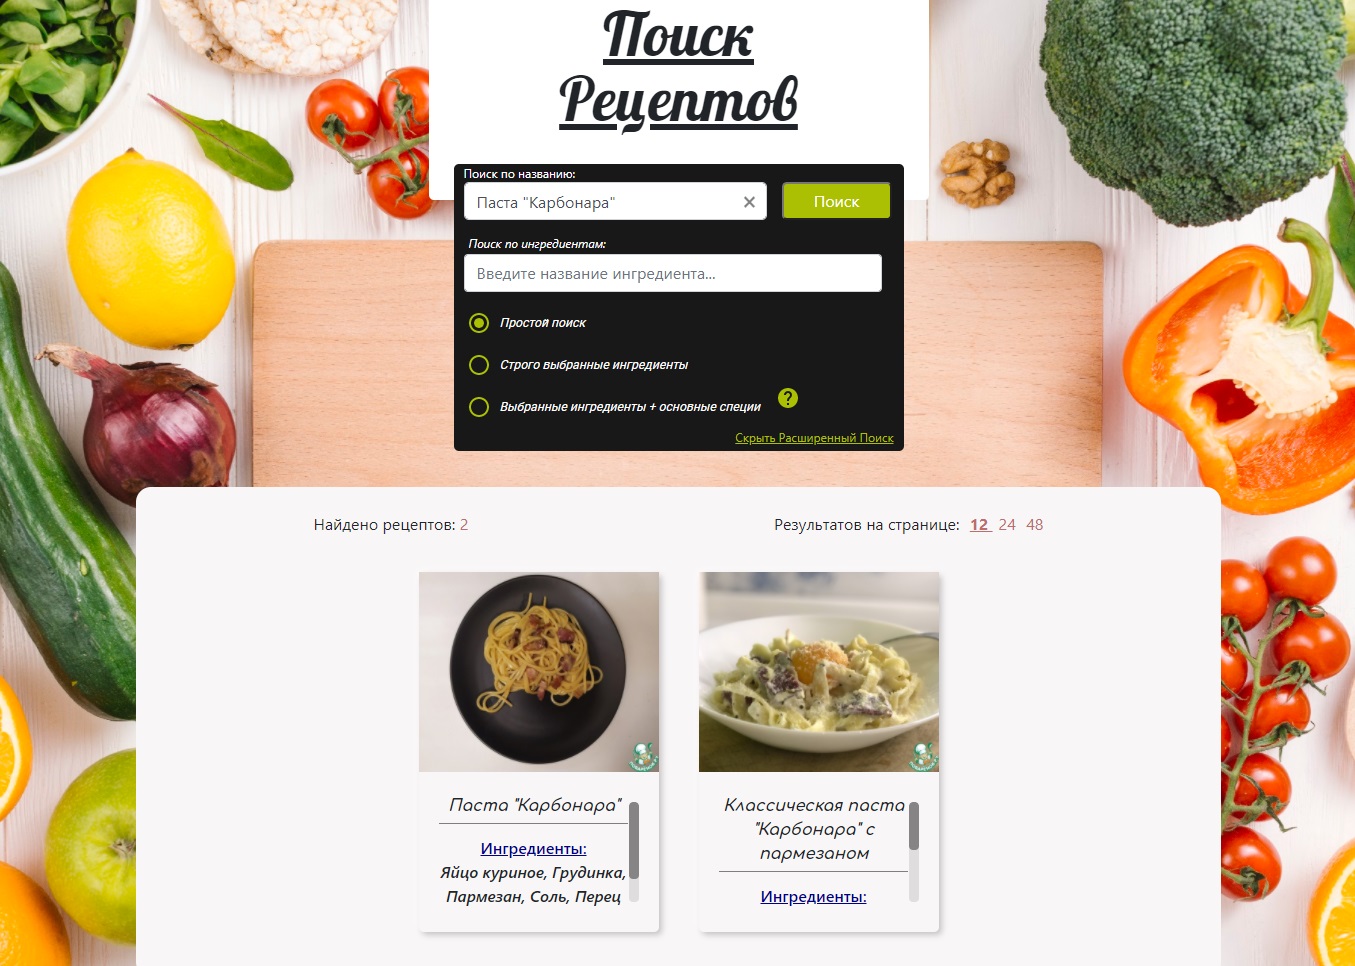 Поиск
Рецептов
Поиск по названию:
Паста "Карбонара"
Поиск
Поиск по ингредиентам:
Введите название ингредиента...
Простой поиск
Строго выбранные ингредиенты
Выбранные ингредиенты + основные специи
?
Скрыть Расширенный Поиск
Найдено рецептов: 2
Результатов на странице: 12 24 48
Паста "Карбонара"
Ингредиенты:
Яйцо куриное, Грудинка,
Пармезан, Соль, Перец
Классическая паста
"Карбонара" с
пармезаном
Ингредиенты: